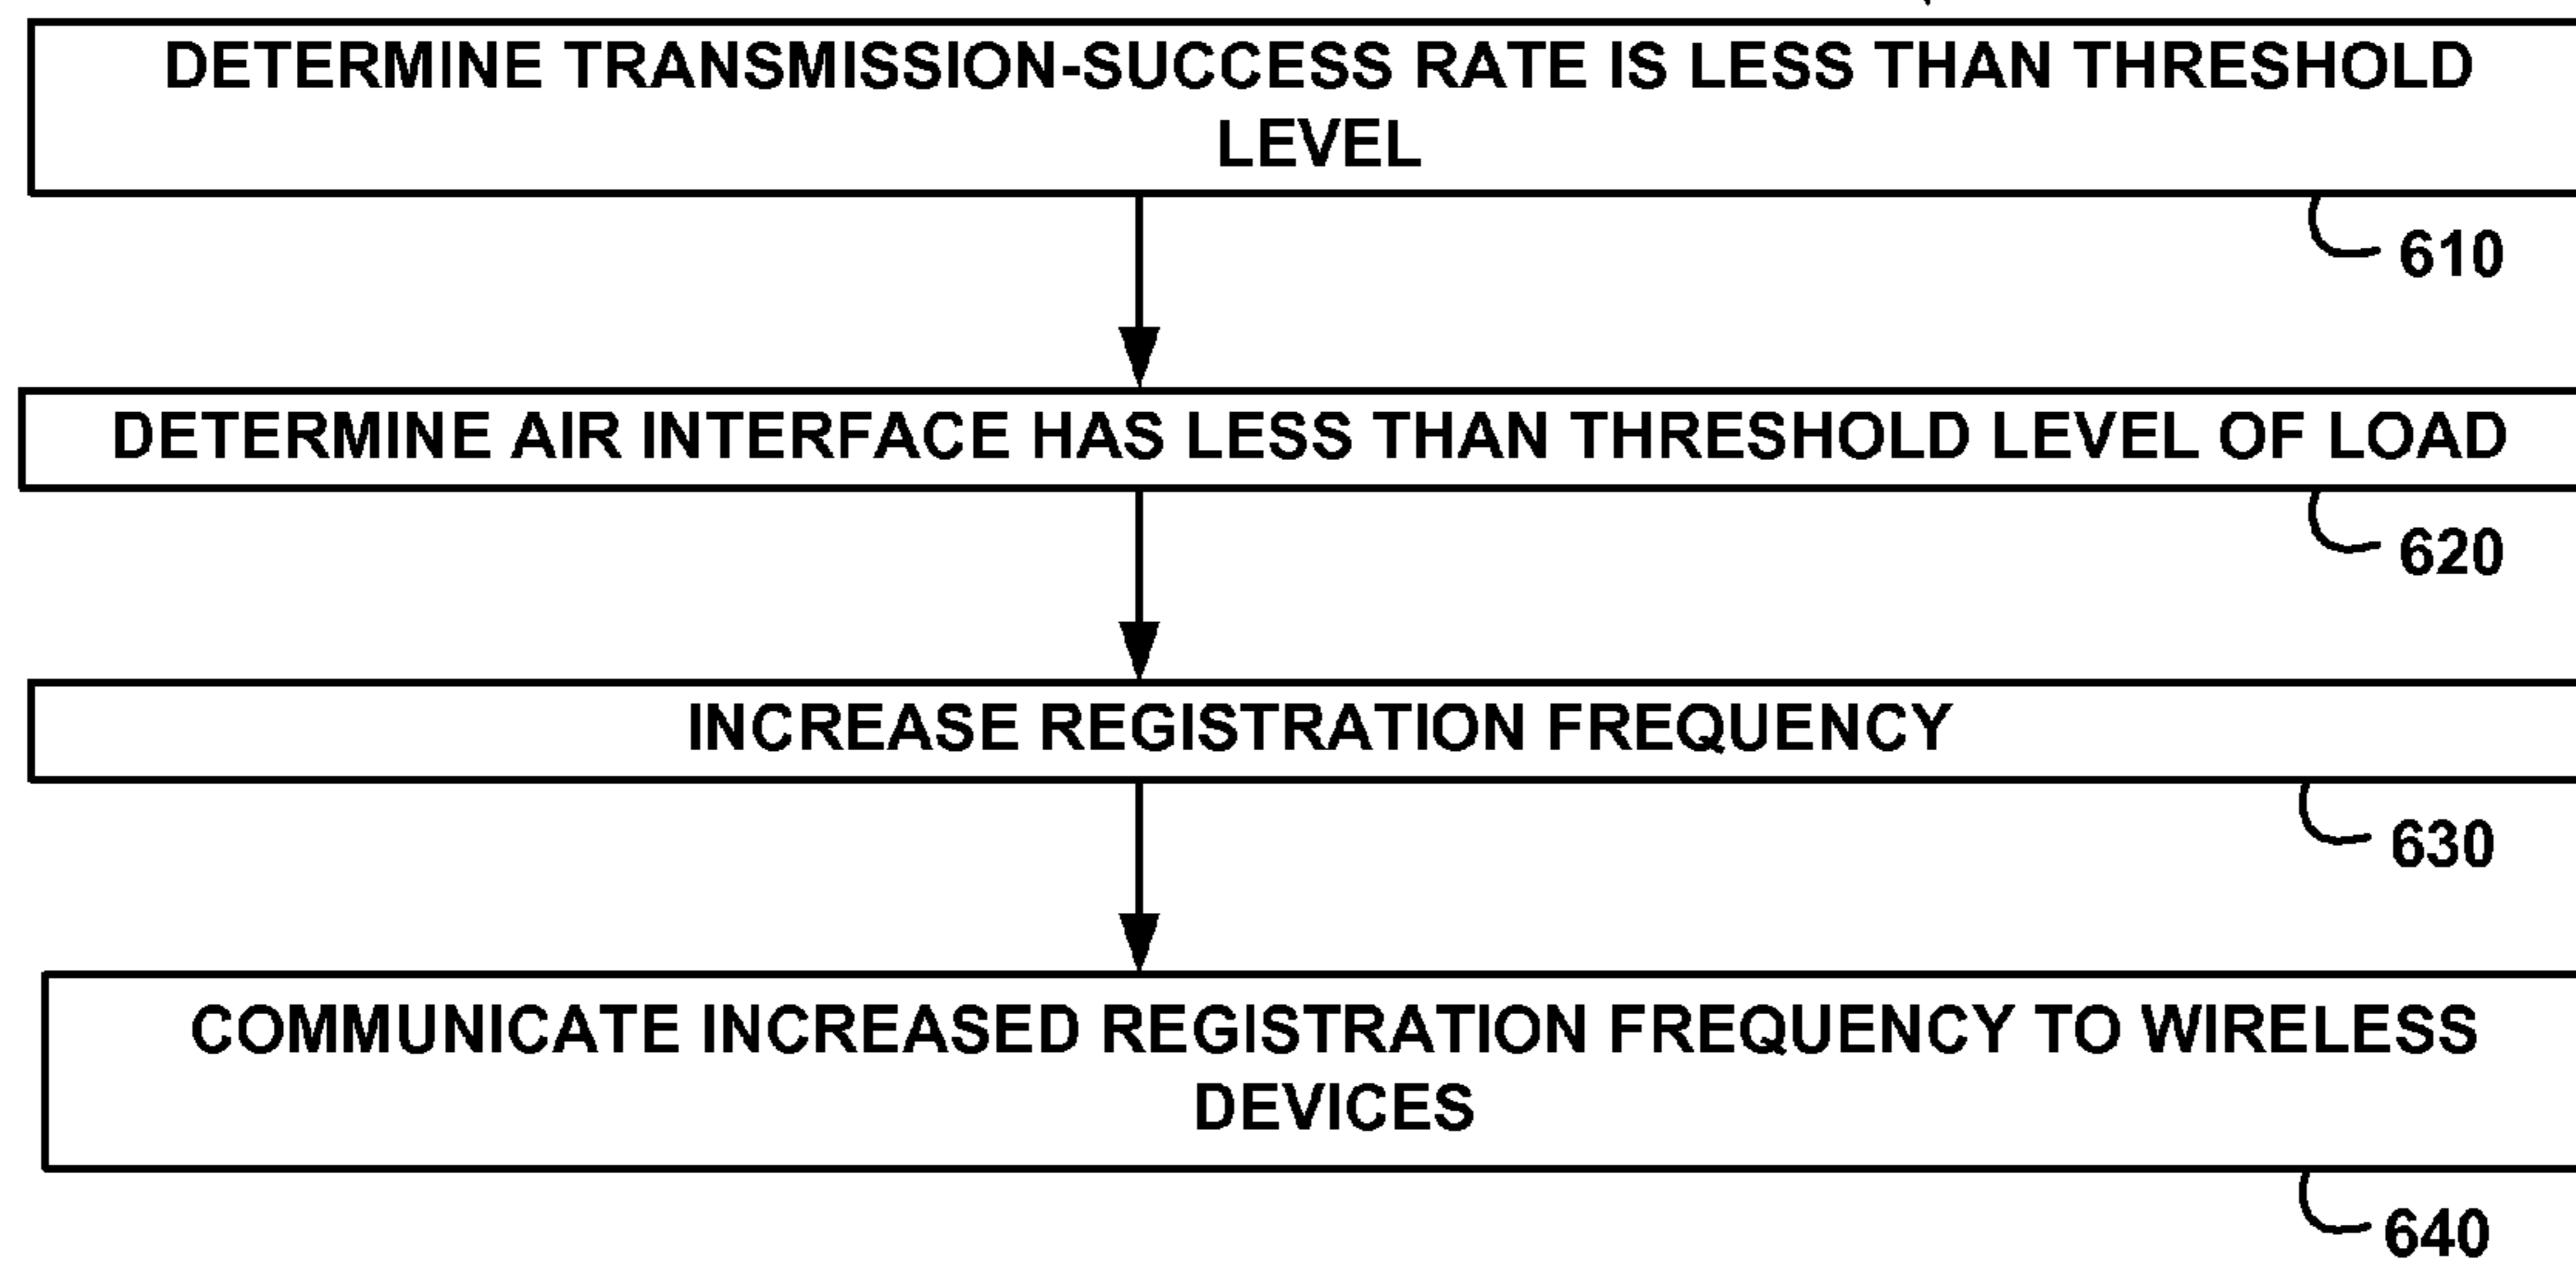 DETERMINE TRANSMISSION-SUCCESS RATE IS LESS THAN THRESHOLD
LEVEL
610
DETERMINE AIR INTERFACE HAS LESS THAN THRESHOLD LEVEL OF LOAD
620
INCREASE REGISTRATION FREQUENCY
630
COMMUNICATE INCREASED REGISTRATION FREQUENCY TO WIRELESS
DEVICES
640